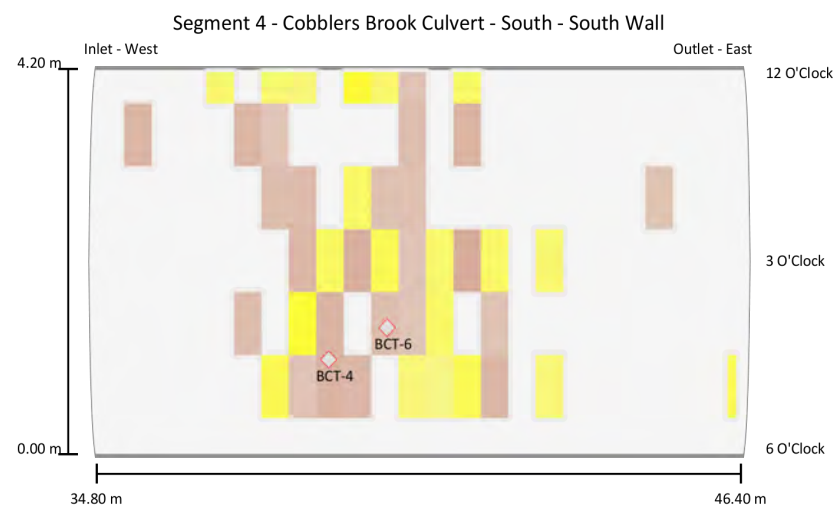 Segment 4 - Cobblers Brook Culvert - South - South Wall
Inlet - West
Outlet - East
4.20 m
12 O'Clock
3 O'Clock
BCT-6
BCT-4
0.00 m
6 O'Clock
34.80 m
46.40 m